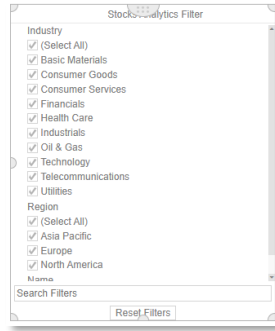 Stocks Analytics Filter
Industry
(Select All)
Basic Materials
Consumer Goods
Consumer Services
Financials
Health Care
Industrials
Oil & Gas
Technology
Telecommunications
Utilities
Region
(Select All)
Asia Pacific
Europe
North America
Name
Search Filters
Reset Filters